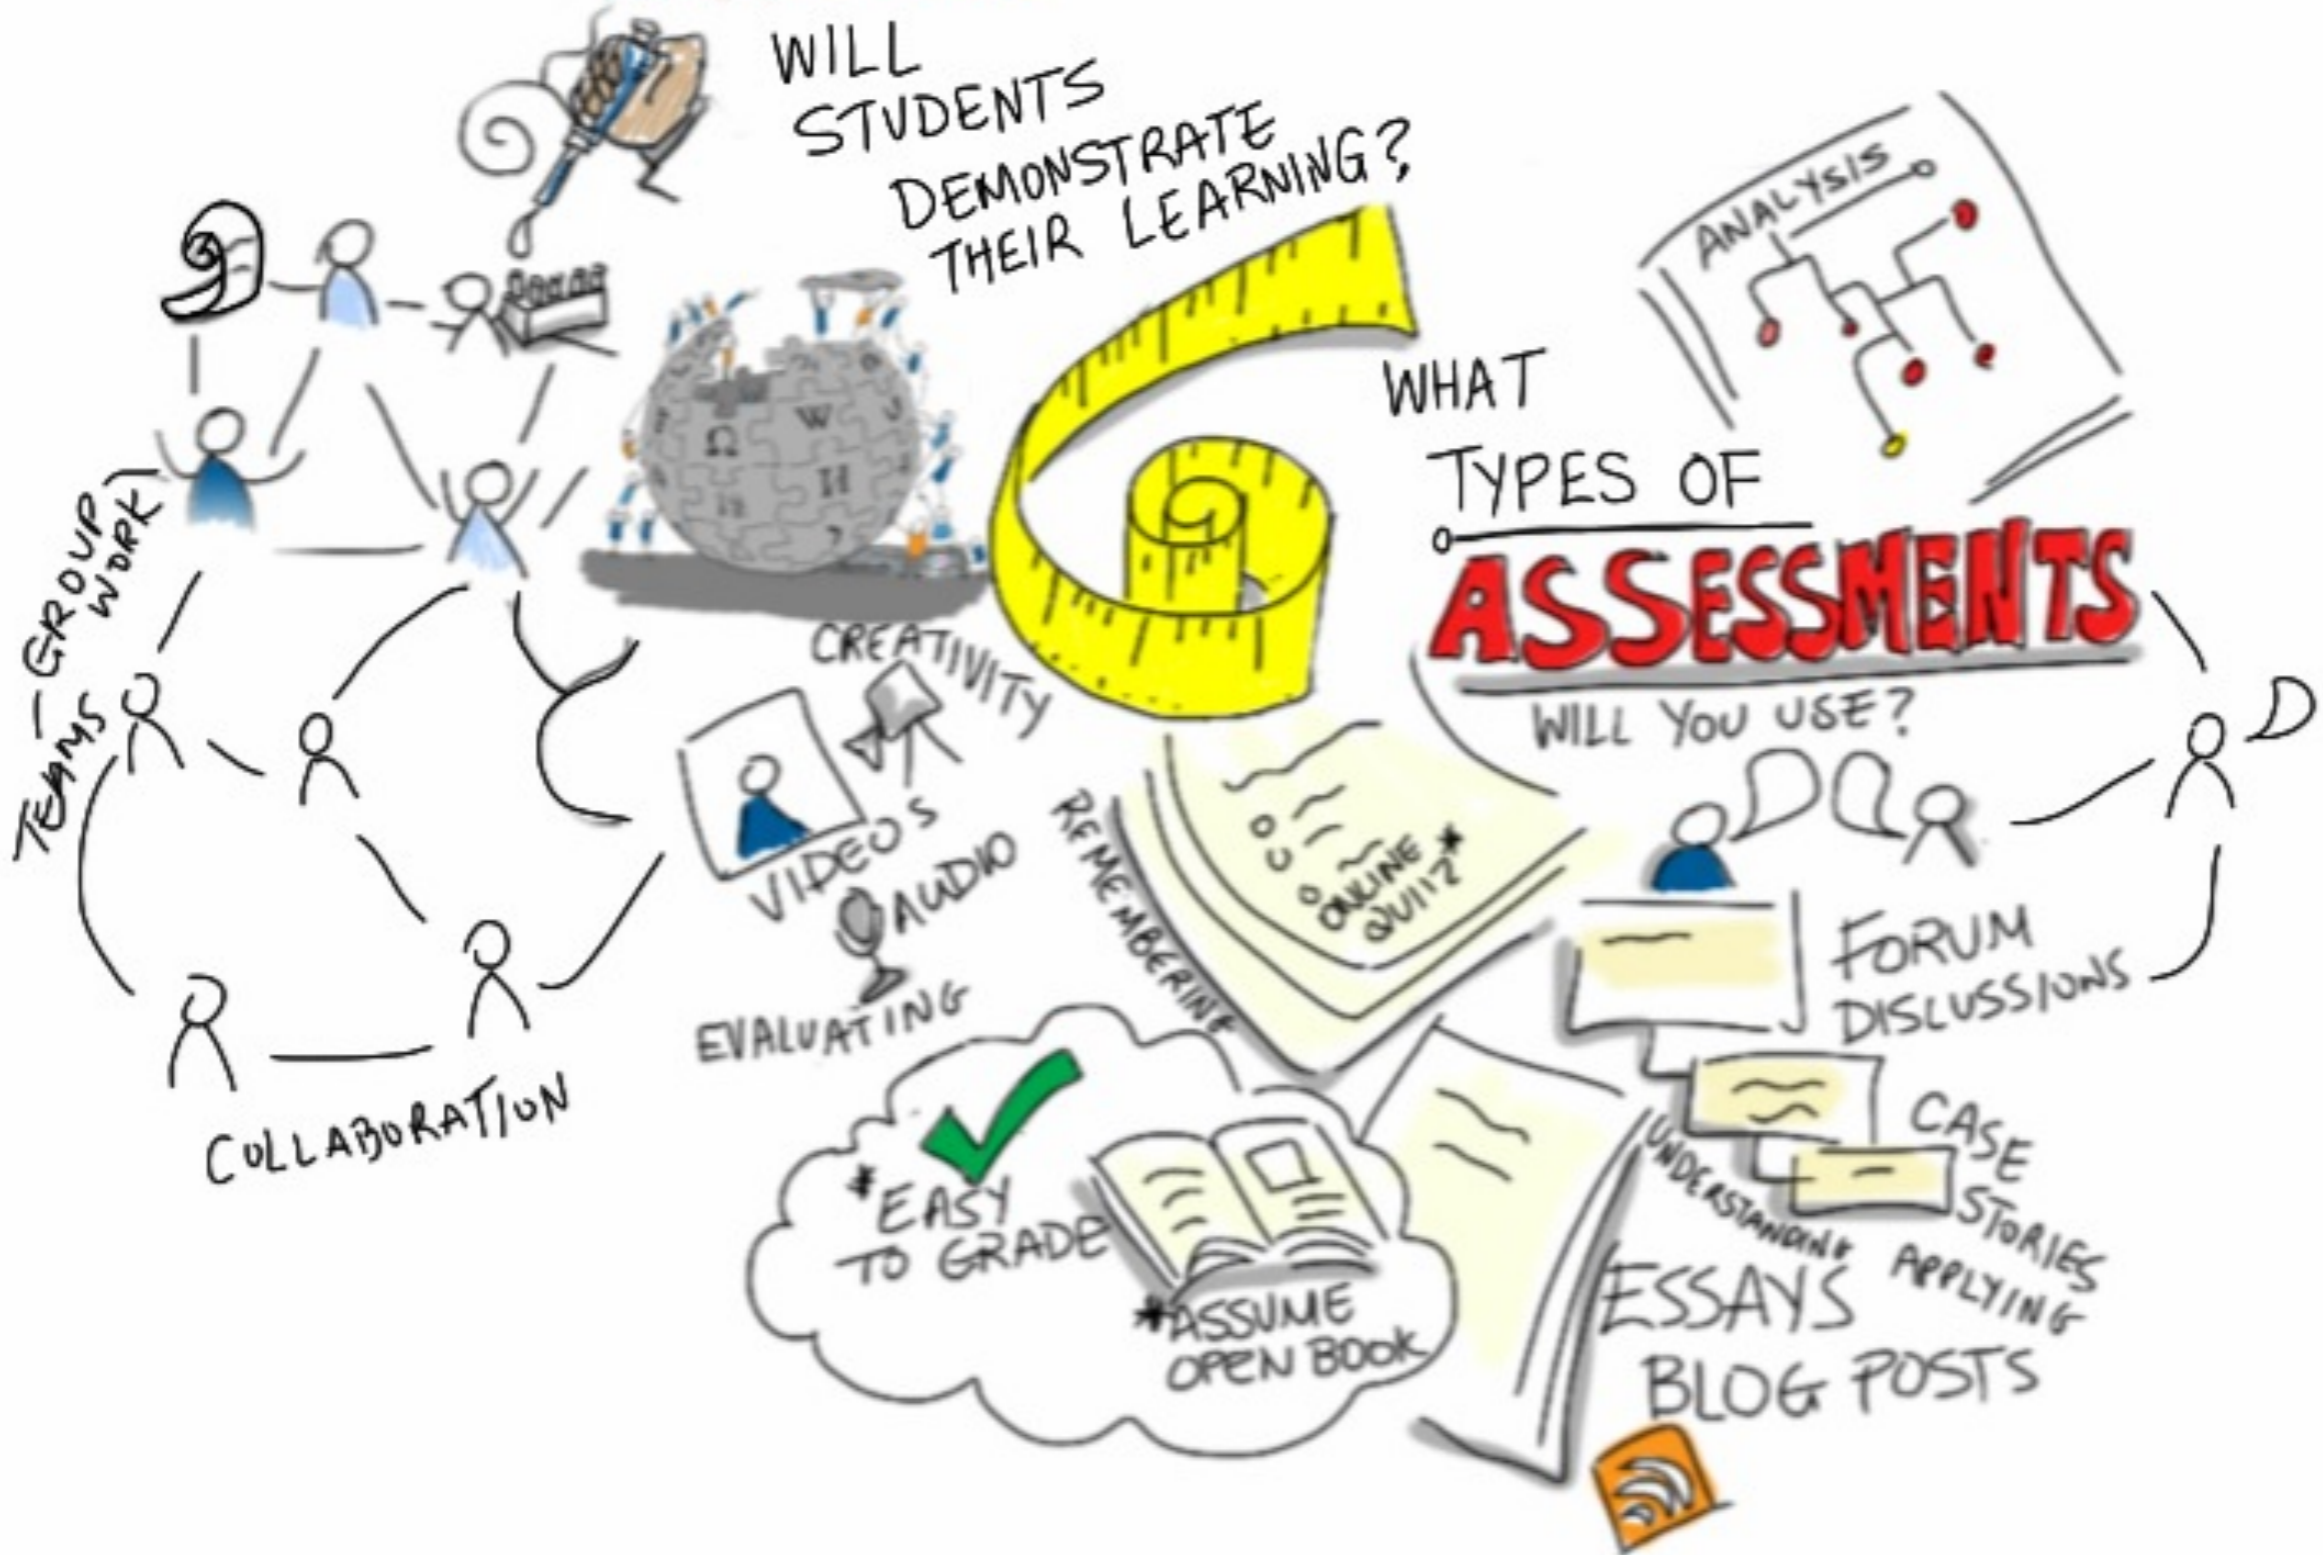 WILL
STUDENTS
DEMONSTRATE
THEIR LEARNING?
ANALYSIS
WHAT
TYPES OF
ASSESSMENTS
WILL YOU USE?
Ω
W
TEAMS – GROUP
WORK
COLLABORATION
CREATIVITY
VIDEOS
AUDIO
EVALUATING
REMEMBERING
ONLINE
QUIZ*
FORUM
DISCUSSIONS
CASE
STORIES
UNDERSTANDING
APPLYING
ESSAYS
BLOG POSTS
*EASY
TO GRADE
*ASSUME
OPEN BOOK